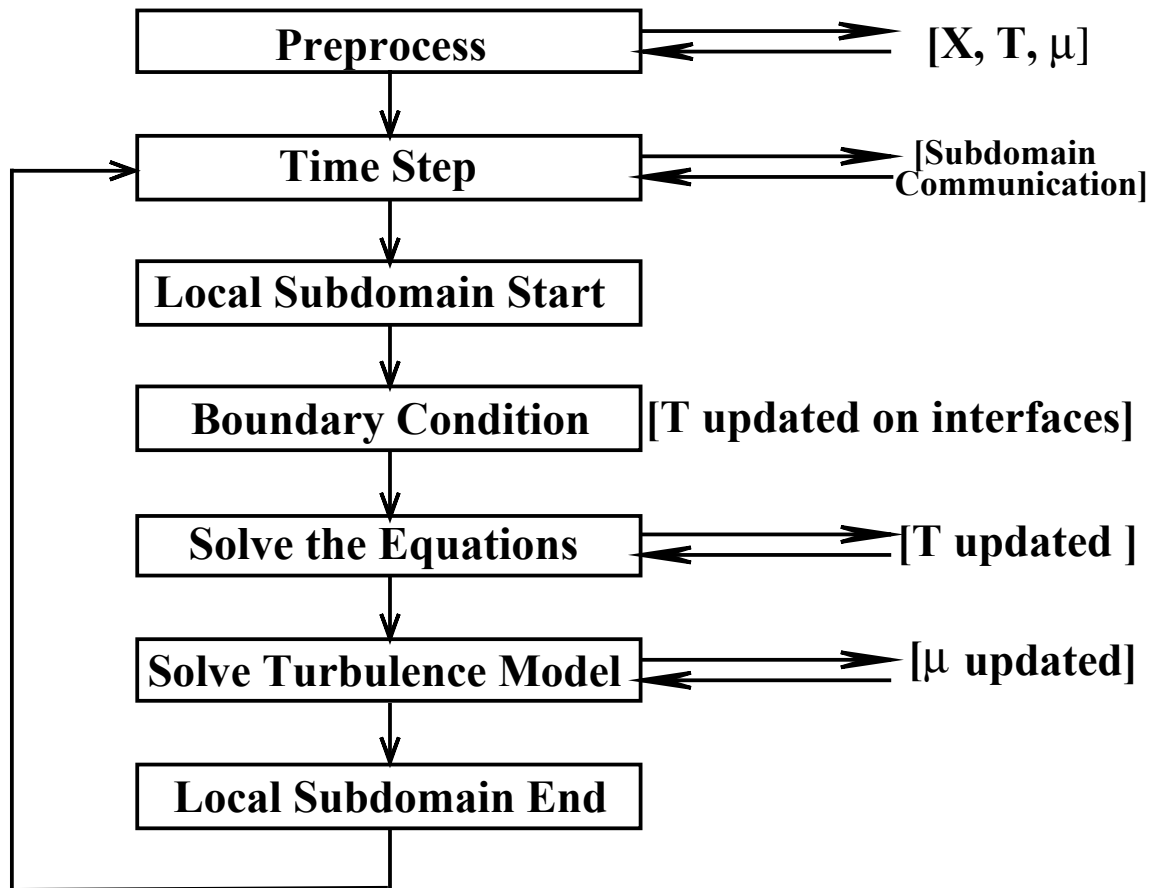 Preprocess
[X, T, μ]
Time Step
[Subdomain
Communication]
Local Subdomain Start
Boundary Condition
[T updated on interfaces]
Solve the Equations
[T updated ]
Solve Turbulence Model
[μ updated]
Local Subdomain End